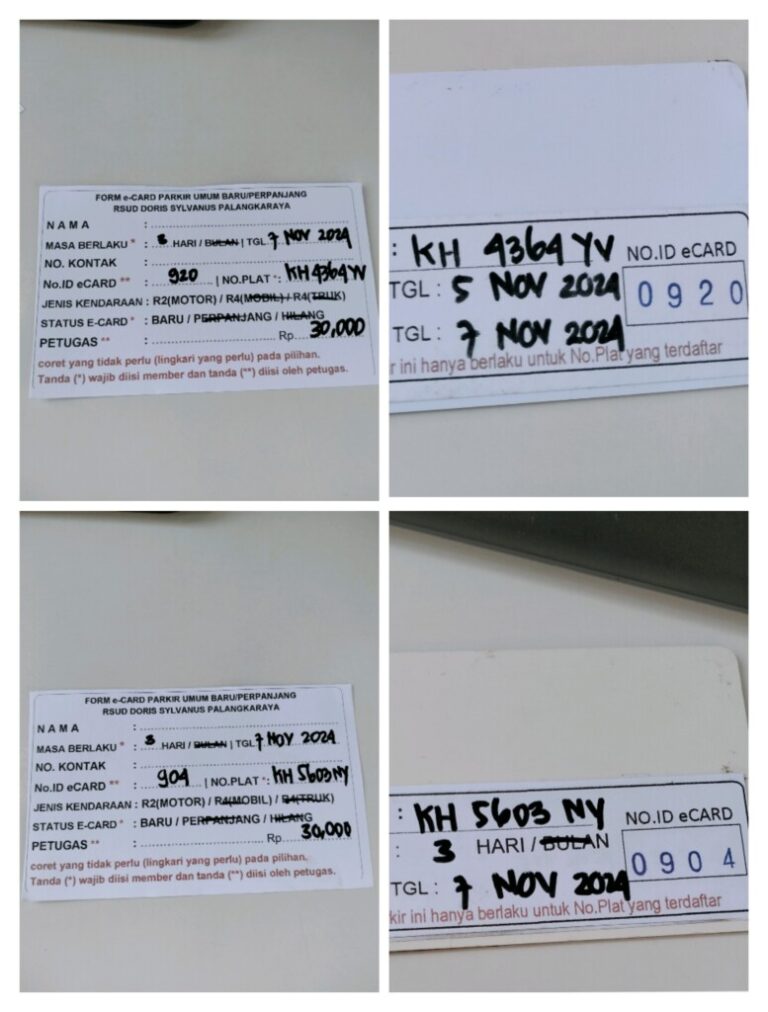 FORM e-CARD PARKIR UMUM BARU/PERPANJANG
RSUD DORIS SYLVANUS PALANGKARAYA
NAMA :
MASA BERLAKU * : 3 HARI / BULAN | TGL 7 NOV 2024
NO. KONTAK :
No.ID eCARD ** : 920 | NO.PLAT *: KH 4364 YV
JENIS KENDARAAN : R2(MOTOR) / R4(MOBIL) / R4(TRUK)
STATUS E-CARD * : BARU / PERPANJANG / HILANG
PETUGAS ** : Rp. 30,000
coret yang tidak perlu (lingkari yang perlu) pada pilihan.
Tanda (*) wajib diisi member dan tanda (**) diisi oleh petugas.
: KH 4364 YV NO.ID eCARD
TGL : 5 NOV 2024 0920
TGL : 7 NOV 2024
r ini hanya berlaku untuk No.Plat yang terdaftar
FORM e-CARD PARKIR UMUM BARU/PERPANJANG
RSUD DORIS SYLVANUS PALANGKARAYA
NAMA :
MASA BERLAKU * : 3 HARI / BULAN | TGL 7 NOV 2024
NO. KONTAK :
No.ID eCARD ** : 904 | NO.PLAT *: KH 5603 NY
JENIS KENDARAAN : R2(MOTOR) / R4(MOBIL) / R4(TRUK)
STATUS E-CARD * : BARU / PERPANJANG / HILANG
PETUGAS ** : Rp. 30,000
coret yang tidak perlu (lingkari yang perlu) pada pilihan.
Tanda (*) wajib diisi member dan tanda (**) diisi oleh petugas.
: KH 5603 NY NO.ID eCARD
: 3 HARI / BULAN 0904
TGL : 7 NOV 2024
kir ini hanya berlaku untuk No.Plat yang terdaftar